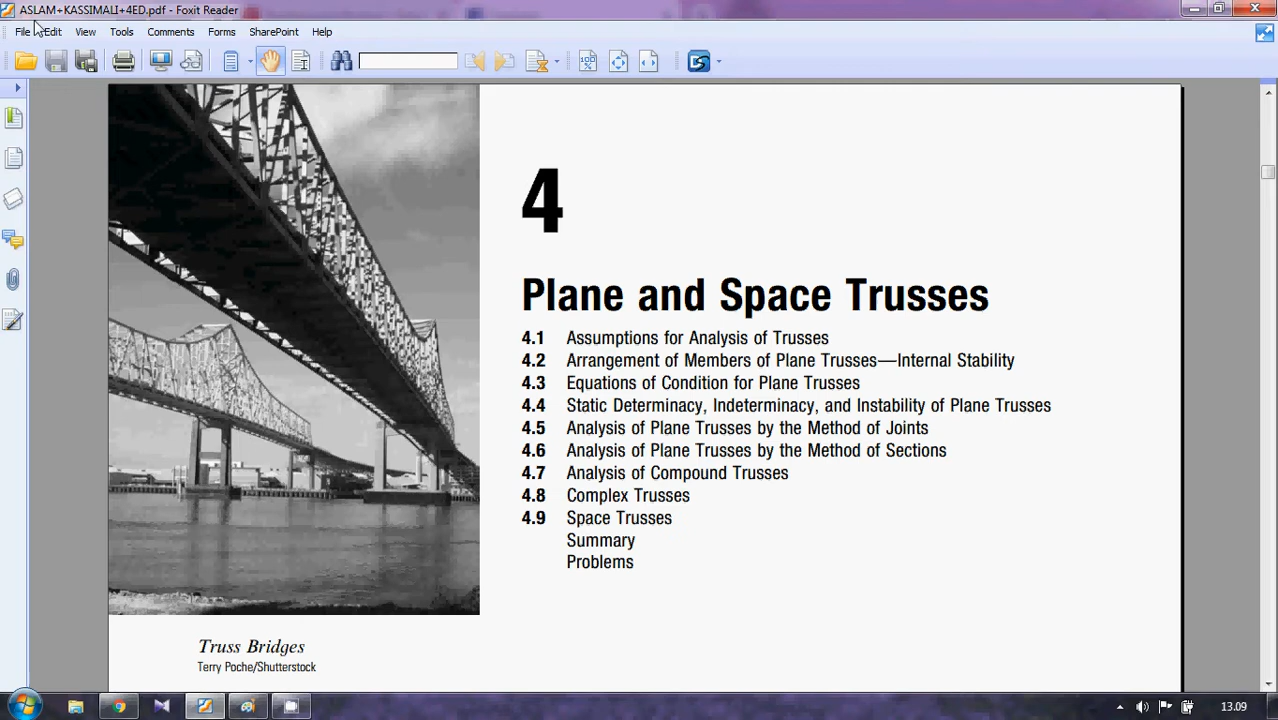 ASLAM+KASSIMALI+4ED.pdf - Foxit Reader
File Edit View Tools Comments Forms SharePoint Help
4
Plane and Space Trusses
4.1 Assumptions for Analysis of Trusses
4.2 Arrangement of Members of Plane Trusses—Internal Stability
4.3 Equations of Condition for Plane Trusses
4.4 Static Determinacy, Indeterminacy, and Instability of Plane Trusses
4.5 Analysis of Plane Trusses by the Method of Joints
4.6 Analysis of Plane Trusses by the Method of Sections
4.7 Analysis of Compound Trusses
4.8 Complex Trusses
4.9 Space Trusses
Summary
Problems
Truss Bridges
Terry Poche/Shutterstock
13.09